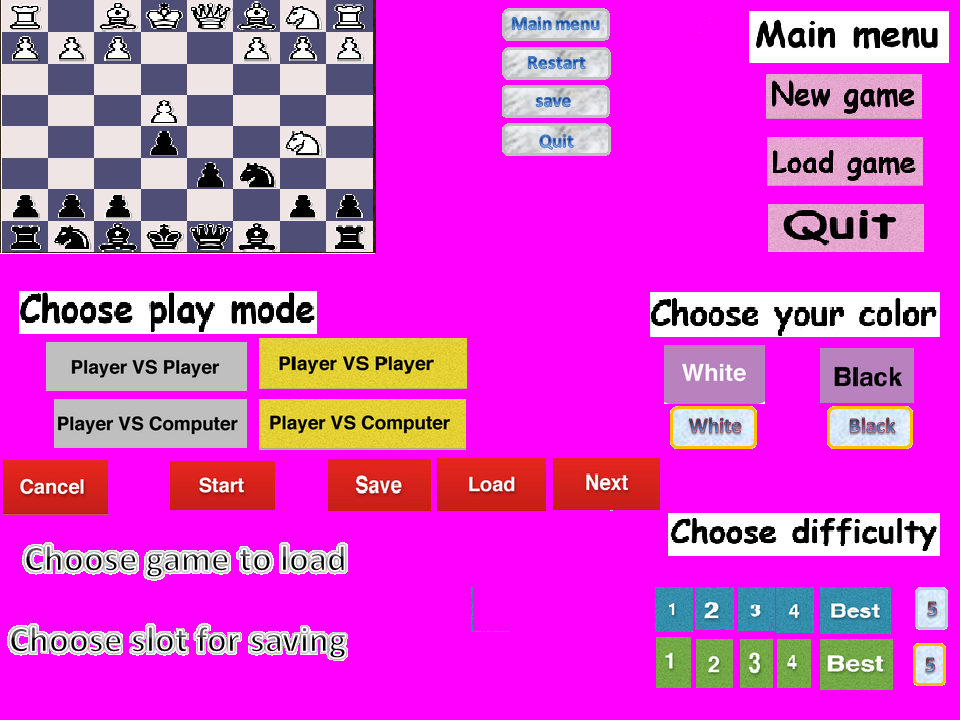 Main menu
Restart
save
Quit
Main menu
New game
Load game
Quit
Choose play mode
Player VS Player
Player VS Player
Player VS Computer
Player VS Computer
Choose your color
White
Black
White
Black
Cancel
Start
Save
Load
Next
Choose game to load
Choose slot for saving
Choose difficulty
1 2 3 4 Best 5
1 2 3 4 Best 5